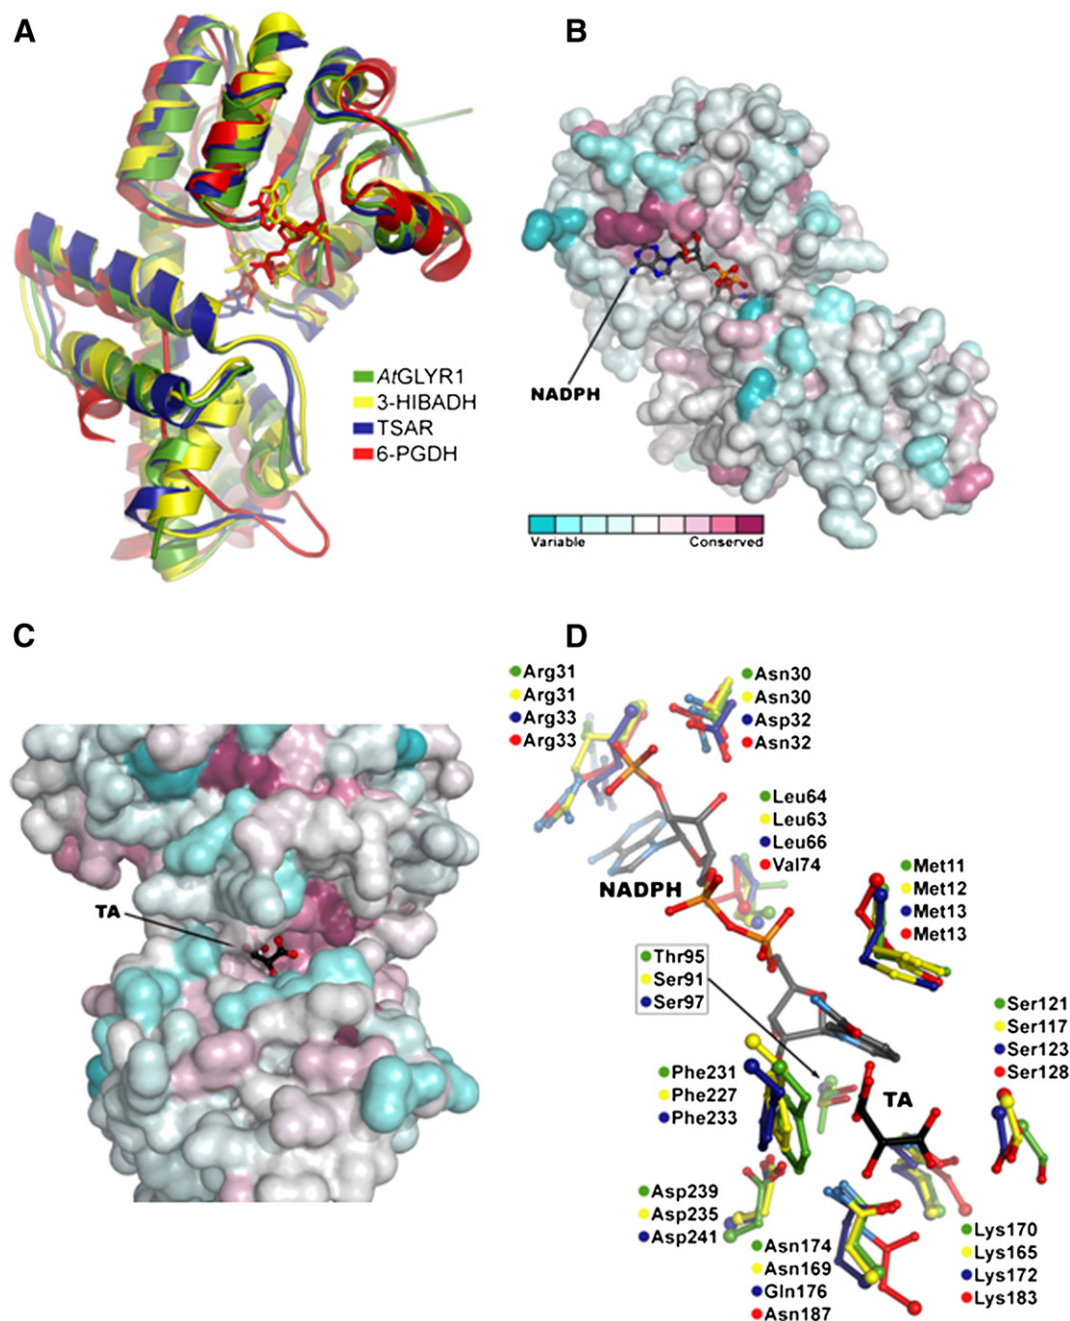 A
B
AtGLYR1
3-HIBADH
TSAR
6-PGDH
NADPH
Variable Conserved
C
D
TA
Arg31
Arg31
Arg33
Arg33
Asn30
Asn30
Asp32
Asn32
Leu64
Leu63
Leu66
Val74
NADPH
Met11
Met12
Met13
Met13
Thr95
Ser91
Ser97
Ser121
Ser117
Ser123
Ser128
Phe231
Phe227
Phe233
TA
Asp239
Asp235
Asp241
Asn174
Asn169
Gln176
Asn187
Lys170
Lys165
Lys172
Lys183